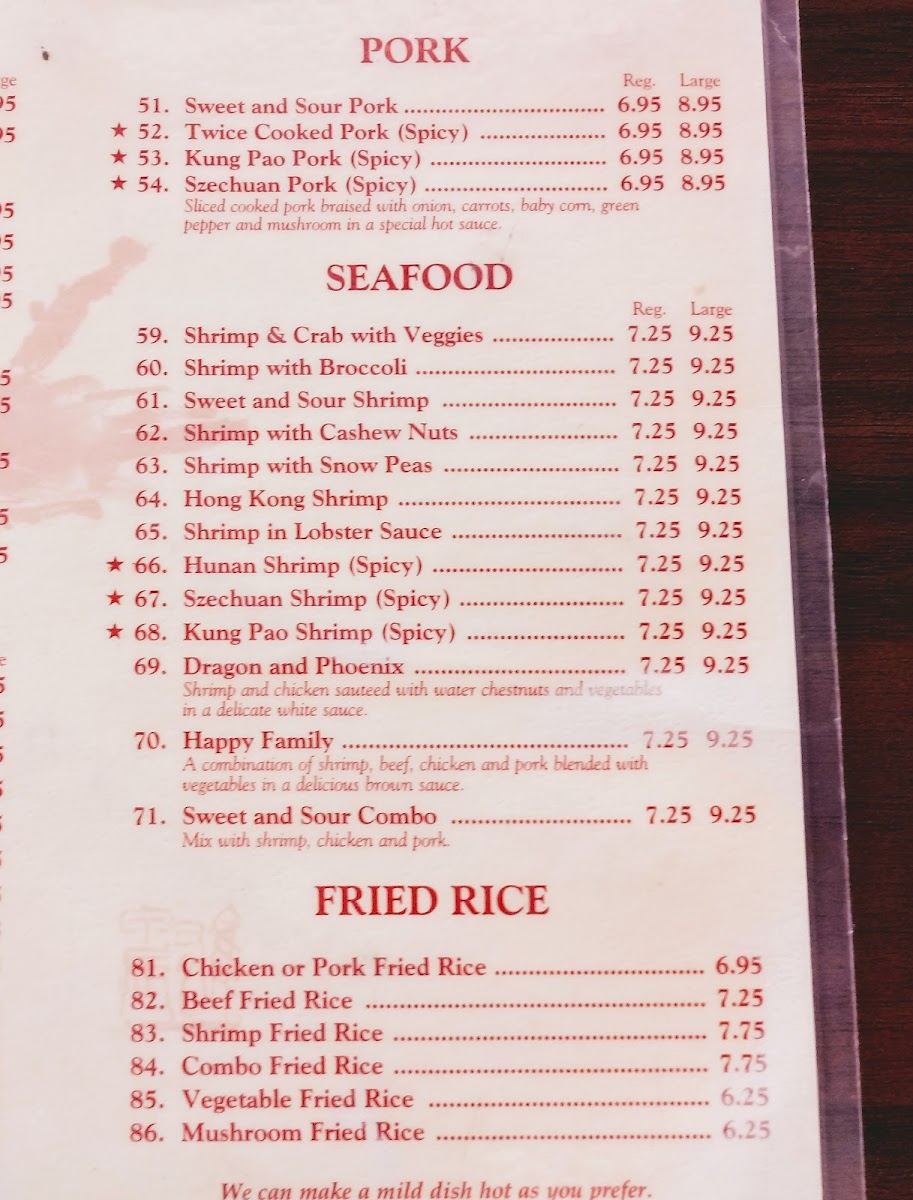 PORK
Reg. Large
51. Sweet and Sour Pork .................................. 6.95 8.95
★ 52. Twice Cooked Pork (Spicy) ..................... 6.95 8.95
★ 53. Kung Pao Pork (Spicy) .............................. 6.95 8.95
★ 54. Szechuan Pork (Spicy) ............................... 6.95 8.95
Sliced cooked pork braised with onion, carrots, baby corn, green
pepper and mushroom in a special hot sauce.
SEAFOOD
Reg. Large
59. Shrimp & Crab with Veggies .................... 7.25 9.25
60. Shrimp with Broccoli ................................. 7.25 9.25
61. Sweet and Sour Shrimp ............................. 7.25 9.25
62. Shrimp with Cashew Nuts ......................... 7.25 9.25
63. Shrimp with Snow Peas ............................. 7.25 9.25
64. Hong Kong Shrimp ..................................... 7.25 9.25
65. Shrimp in Lobster Sauce ............................ 7.25 9.25
★ 66. Hunan Shrimp (Spicy) ................................ 7.25 9.25
★ 67. Szechuan Shrimp (Spicy) ........................... 7.25 9.25
★ 68. Kung Pao Shrimp (Spicy) .......................... 7.25 9.25
69. Dragon and Phoenix ................................... 7.25 9.25
Shrimp and chicken sauteed with water chestnuts and vegetables
in a delicate white sauce.
70. Happy Family ................................................ 7.25 9.25
A combination of shrimp, beef, chicken and pork blended with
vegetables in a delicious brown sauce.
71. Sweet and Sour Combo .............................. 7.25 9.25
Mix with shrimp, chicken and pork.
FRIED RICE
81. Chicken or Pork Fried Rice ................................... 6.95
82. Beef Fried Rice ......................................................... 7.25
83. Shrimp Fried Rice .................................................... 7.75
84. Combo Fried Rice .................................................... 7.75
85. Vegetable Fried Rice ............................................... 6.25
86. Mushroom Fried Rice .............................................. 6.25
We can make a mild dish hot as you prefer.